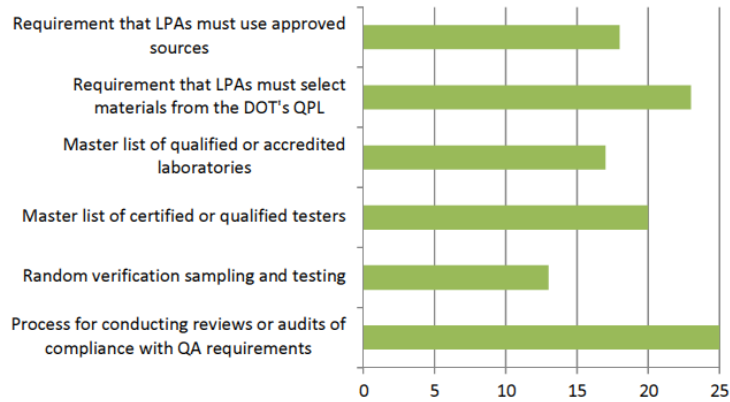 Requirement that LPAs must use approved
sources
Requirement that LPAs must select
materials from the DOT's QPL
Master list of qualified or accredited
laboratories
Master list of certified or qualified testers
Random verification sampling and testing
Process for conducting reviews or audits of
compliance with QA requirements
0 5 10 15 20 25